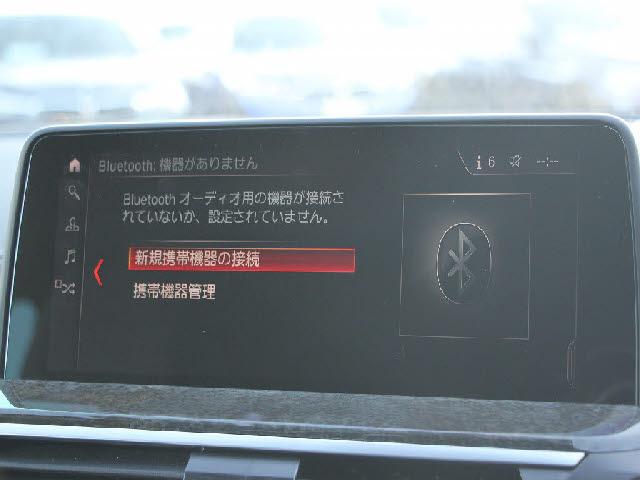 Bluetooth: 機器がありません
i 6 --:--
Bluetooth オーディオ用の機器が接続さ
れていないか、設定されていません。
新規携帯機器の接続
携帯機器管理